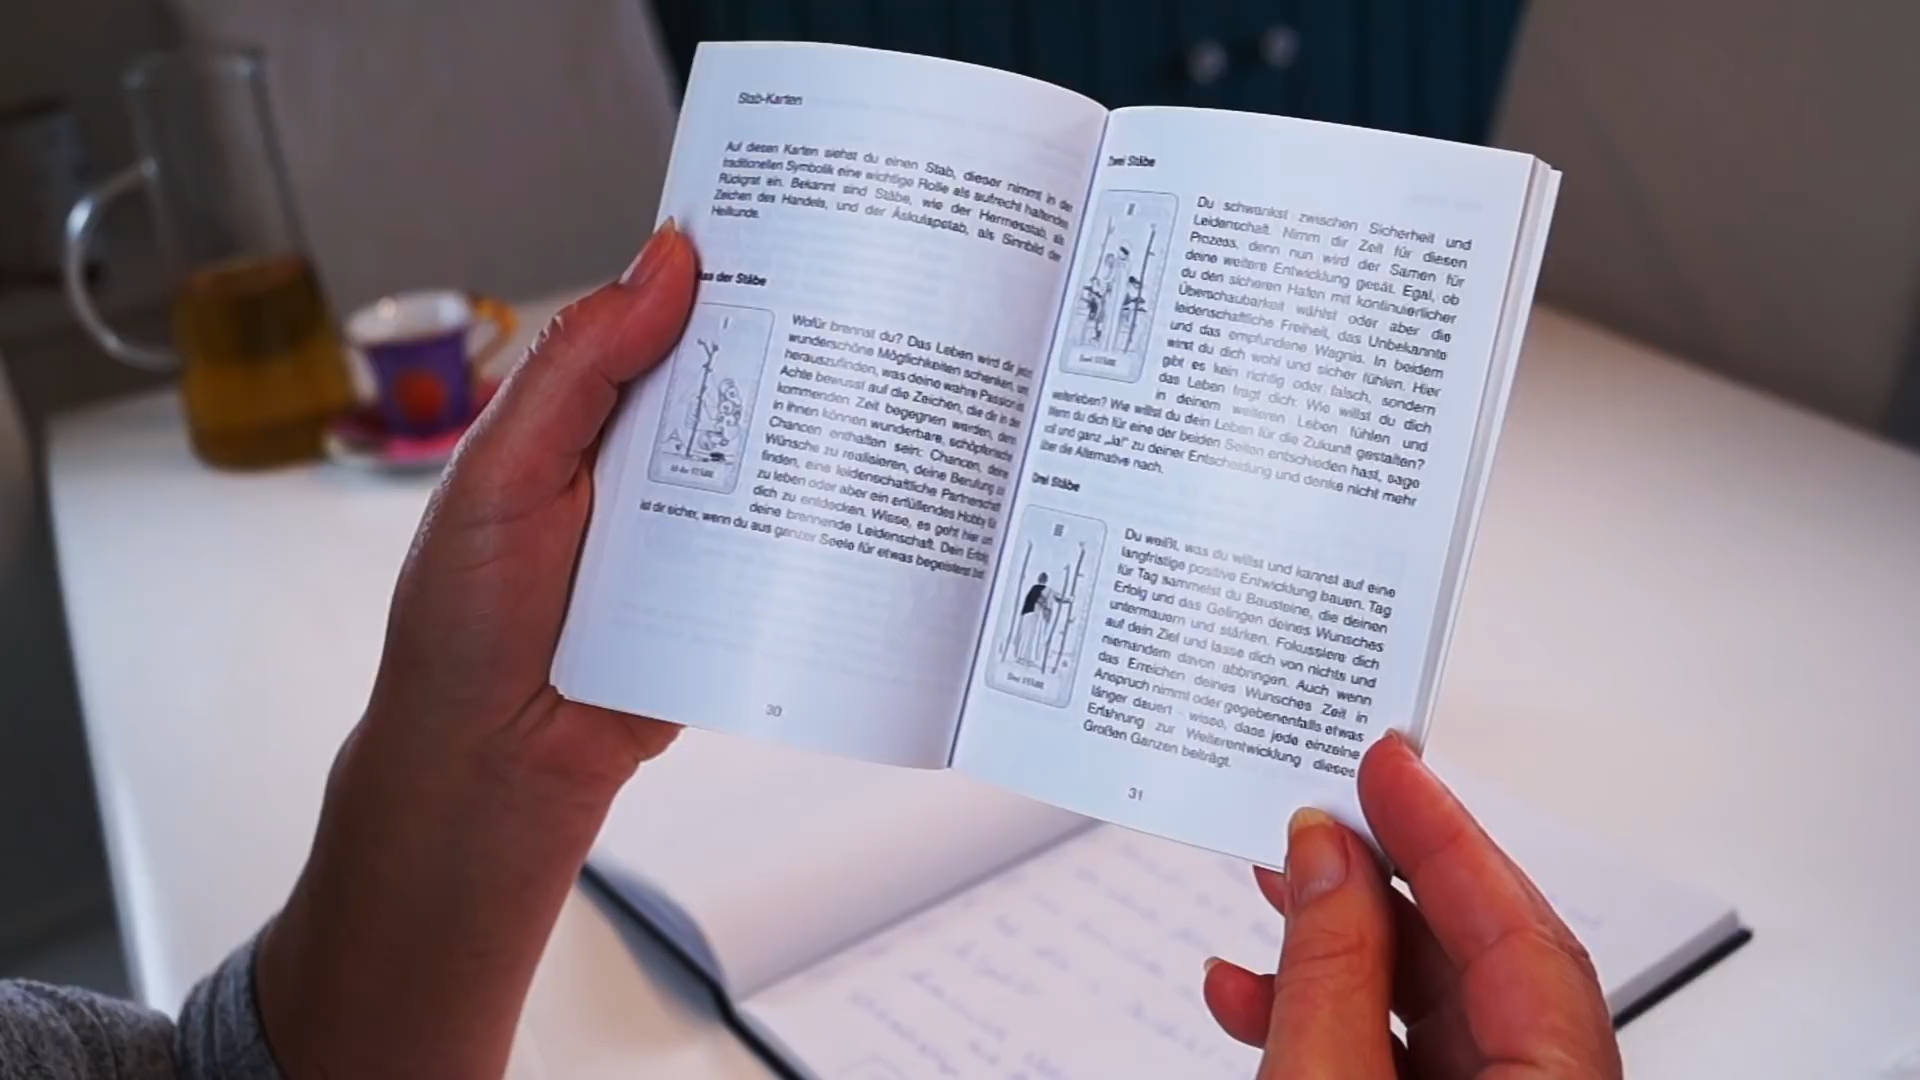 Stab-Karten
Auf diesen Karten siehst du einen Stab, dieser nimmt in der
traditionellen Symbolik eine wichtige Rolle als aufrecht haltendes
Rückgrat ein. Bekannt sind Stäbe, wie der Hermesstab, als
Zeichen des Handels, und der Äskulapstab, als Sinnbild der
Heilkunde.
Ass der Stäbe
I
Wofür brennst du? Das Leben wird dir jetzt
wunderschöne Möglichkeiten schenken, um
herauszufinden, was deine wahre Passion ist.
Achte bewusst auf die Zeichen, die dir in der
kommenden Zeit begegnen werden, denn
in ihnen können wunderbare, schöpferische
Chancen enthalten sein: Chancen, deine
Wünsche zu realisieren, deine Berufung zu
finden, eine leidenschaftliche Partnerschaft
zu leben oder aber ein erfüllendes Hobby für
dich zu entdecken. Wisse, es geht hier um
deine brennende Leidenschaft. Dein Erfolg
ist dir sicher, wenn du aus ganzer Seele für etwas begeisterst bist.
30
Zwei Stäbe
II
Zwei STÄBE
Du schwankst zwischen Sicherheit und
Leidenschaft. Nimm dir Zeit für diesen
Prozess, denn nun wird der Samen für
deine weitere Entwicklung gesät. Egal, ob
du den sicheren Hafen mit kontinuierlicher
Überschaubarkeit wählst oder aber die
leidenschaftliche Freiheit, das Unbekannte
und das empfundene Wagnis. In beidem
wirst du dich wohl und sicher fühlen. Hier
gibt es kein richtig oder falsch, sondern
das Leben fragt dich: Wie willst du dich
in deinem weiteren Leben fühlen und
weiterleben? Wie willst du dein Leben für die Zukunft gestalten?
Wenn du dich für eine der beiden Seiten entschieden hast, sage
voll und ganz „Ja!" zu deiner Entscheidung und denke nicht mehr
über die Alternative nach.
Drei Stäbe
III
Drei STÄBE
Du weißt, was du willst und kannst auf eine
langfristige positive Entwicklung bauen. Tag
für Tag sammelst du Bausteine, die deinen
Erfolg und das Gelingen deines Wunsches
untermauern und stärken. Fokussiere dich
auf dein Ziel und lasse dich von nichts und
niemandem davon abbringen. Auch wenn
das Erreichen deines Wunsches Zeit in
Anspruch nimmt oder gegebenenfalls etwas
länger dauert - wisse, dass jede einzelne
Erfahrung zur Weiterentwicklung dieses
Großen Ganzen beiträgt.
31